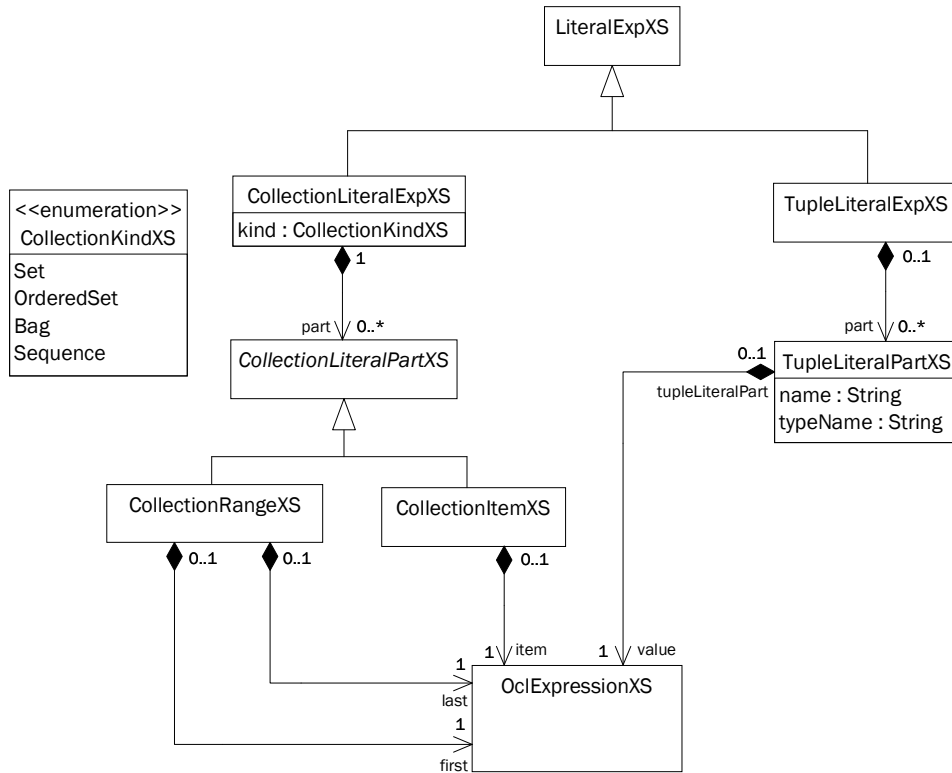 LiteralExpXS
CollectionLiteralExpXS
kind : CollectionKindXS
1
part
0..*
TupleLiteralExpXS
0..1
part
0..*
<<enumeration>>
CollectionKindXS
Set
OrderedSet
Bag
Sequence
CollectionLiteralPartXS
0..1
tupleLiteralPart
TupleLiteralPartXS
name : String
typeName : String
CollectionRangeXS
0..1
0..1
CollectionItemXS
0..1
1
item
1
value
OclExpressionXS
1
last
1
first